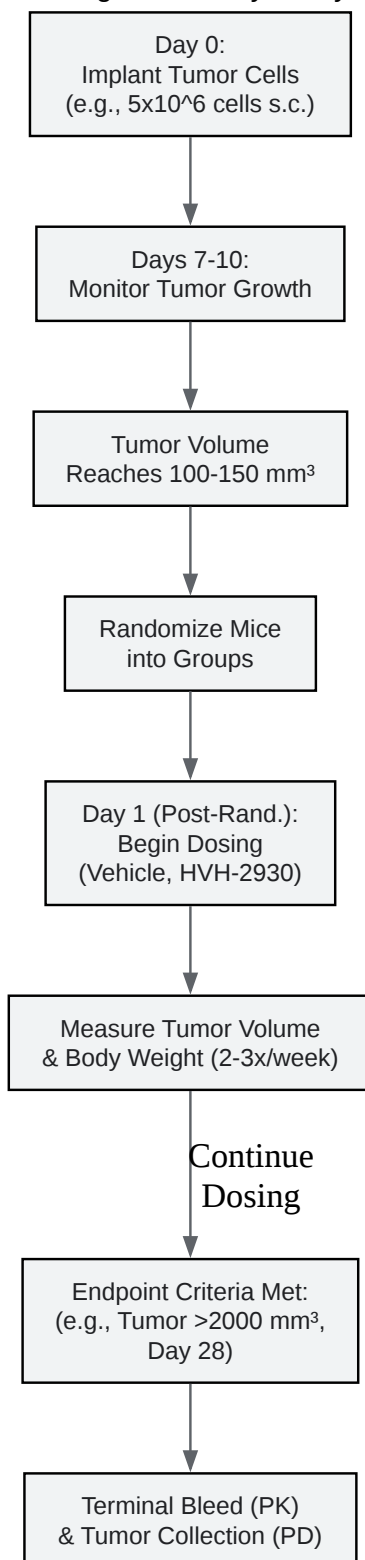 Day 0:
Implant Tumor Cells
(e.g., 5x10^6 cells s.c.)
Days 7-10:
Monitor Tumor Growth
Tumor Volume
Reaches 100-150 mm³
Randomize Mice
into Groups
Day 1 (Post-Rand.):
Begin Dosing
(Vehicle, HVH-2930)
Measure Tumor Volume
& Body Weight (2-3x/week)
Continue
Dosing
Endpoint Criteria Met:
(e.g., Tumor >2000 mm³,
Day 28)
Terminal Bleed (PK)
& Tumor Collection (PD)